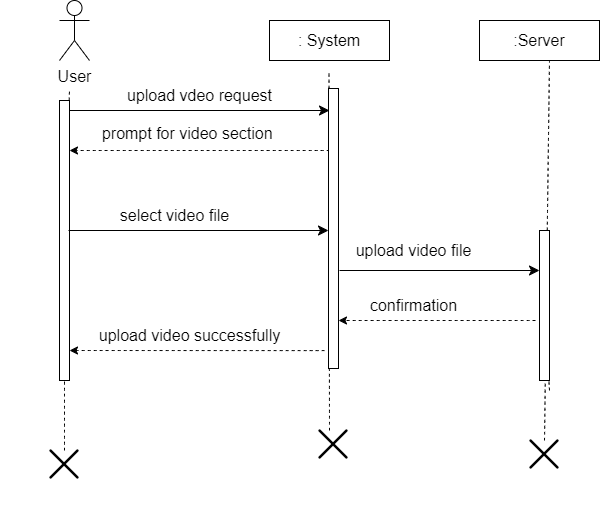 : System
:Server
User
upload vdeo request
prompt for video section
select video file
upload video file
confirmation
upload video successfully